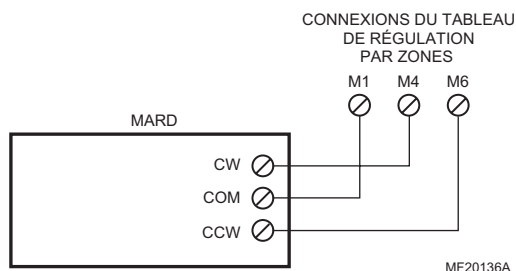 CONNEXIONS DU TABLEAU
DE RÉGULATION
PAR ZONES
M1 M4 M6
MARD
CW
COM
CCW
MF20136A